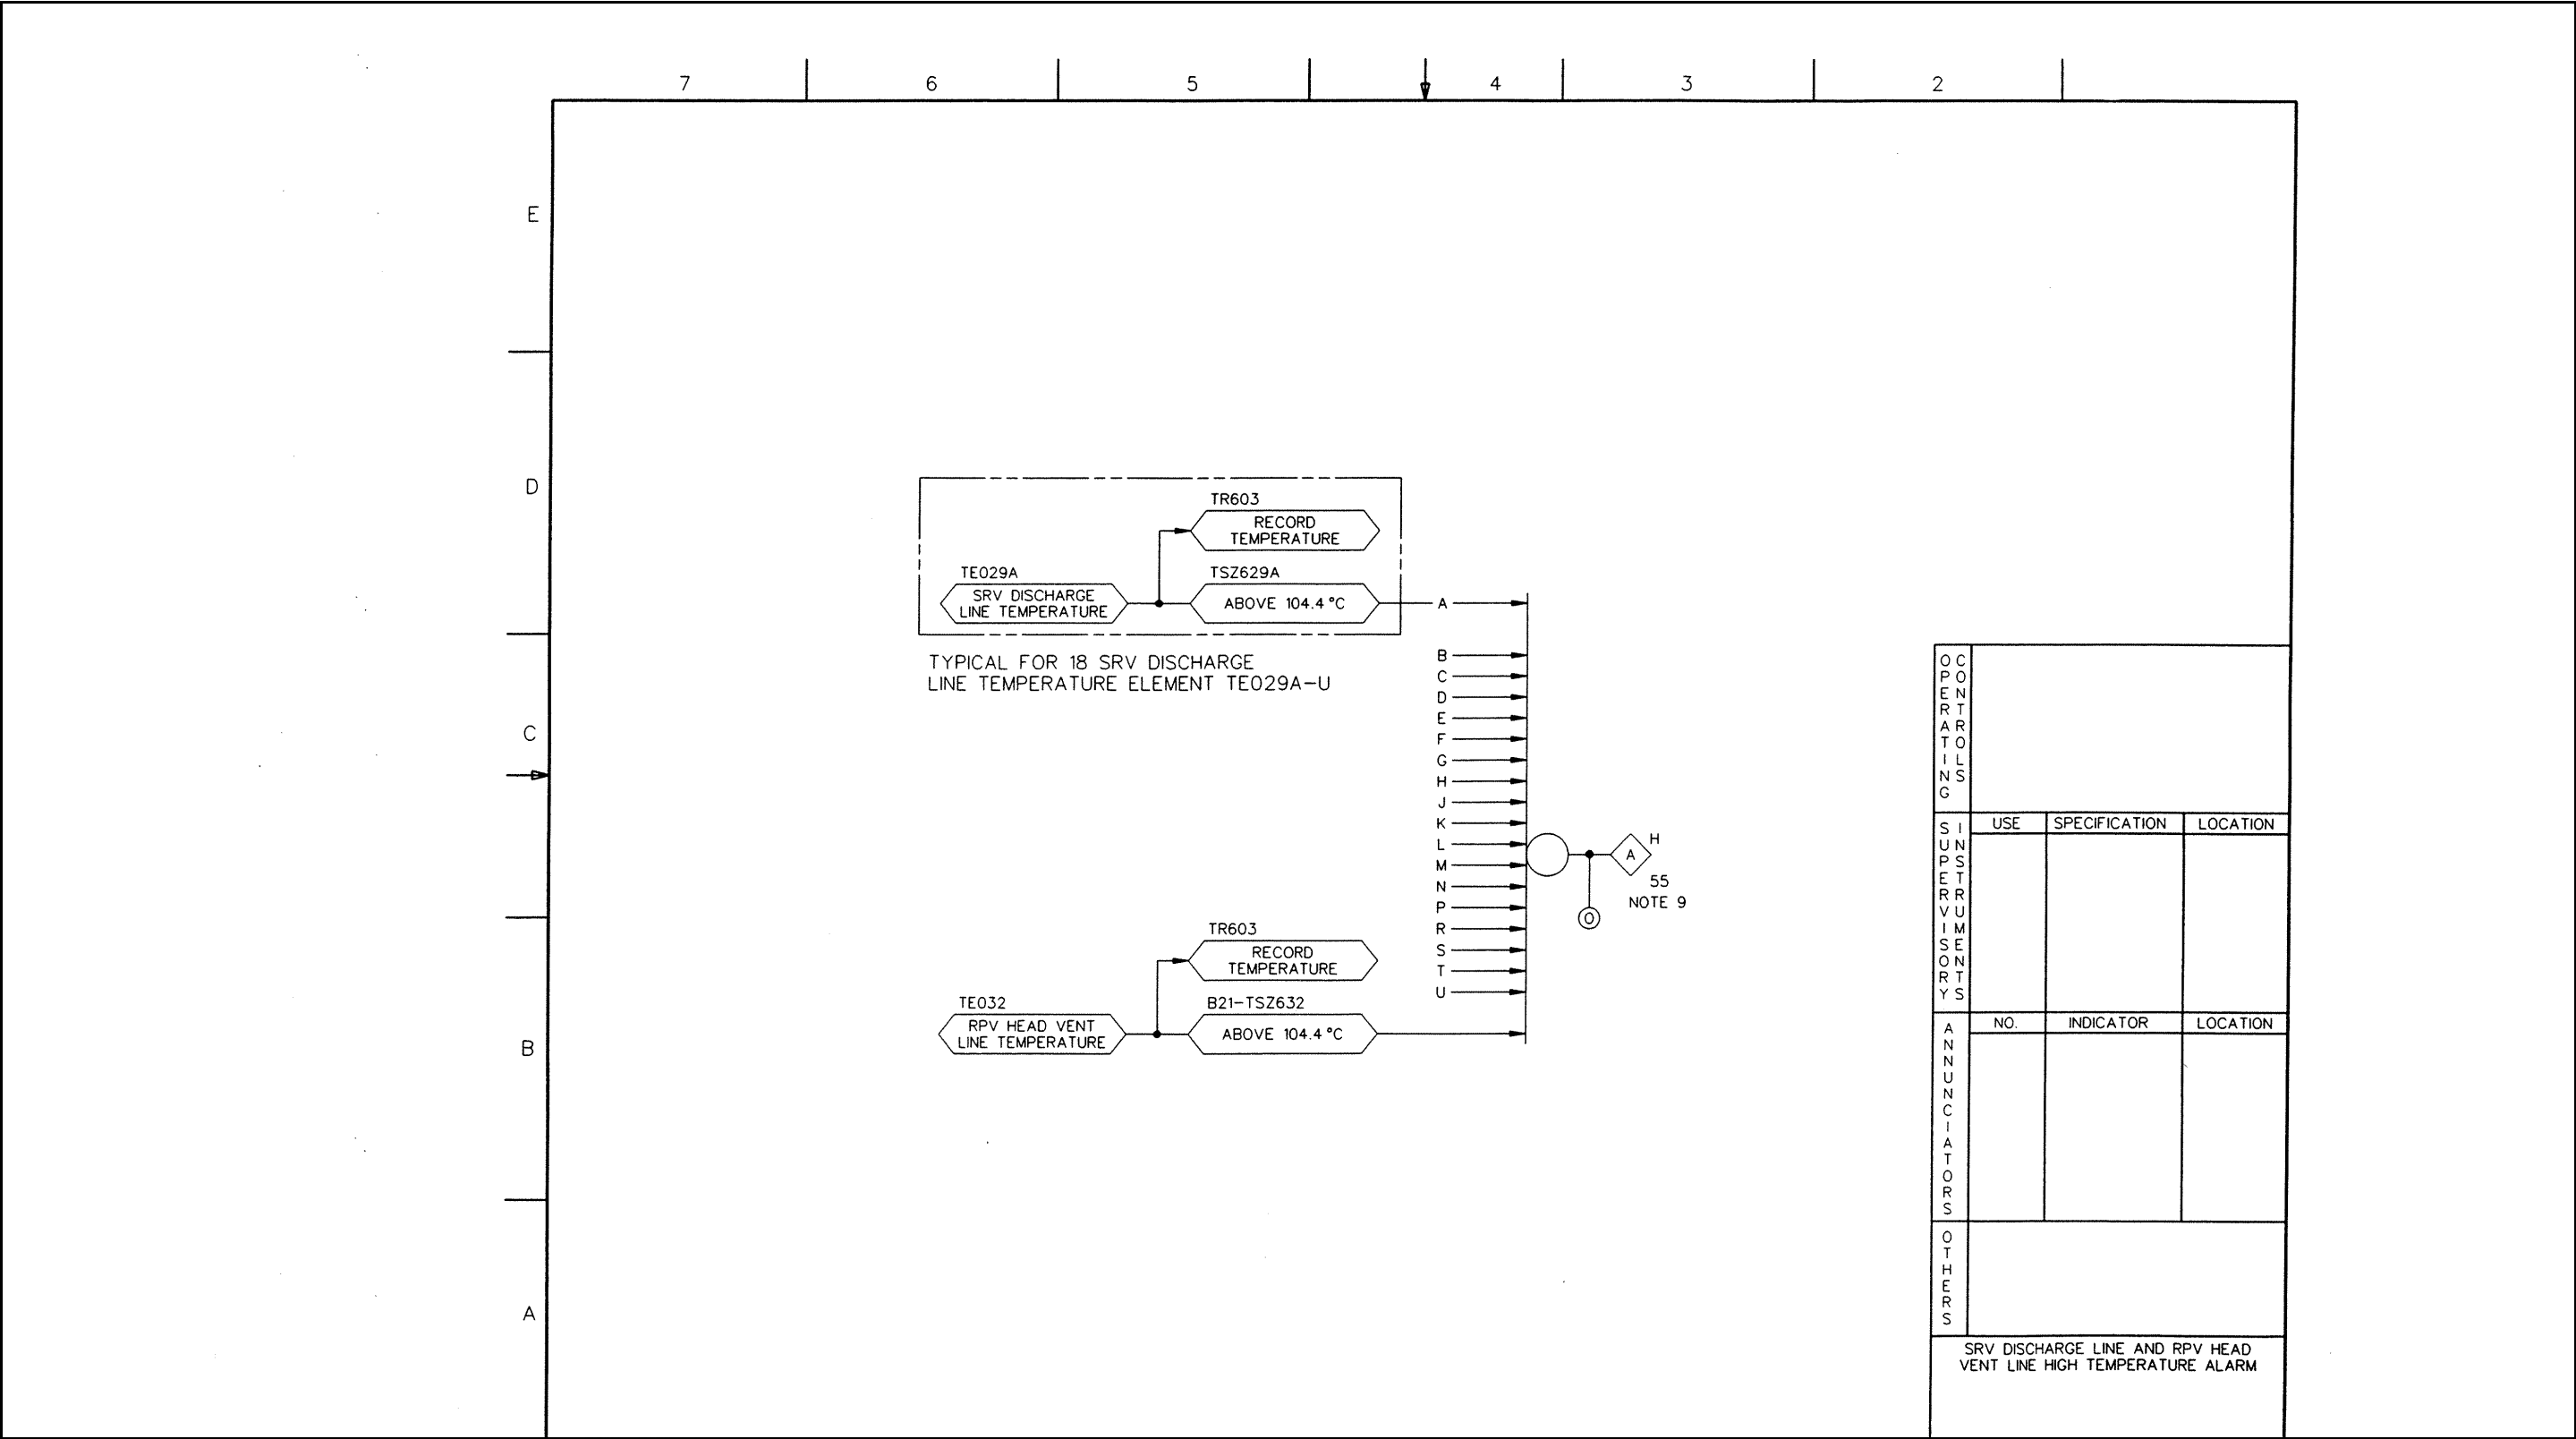 7 6 5 4 3 2
E
D
C
B
A
TR603
RECORD
TEMPERATURE
TE029A
SRV DISCHARGE
LINE TEMPERATURE
TSZ629A
ABOVE 104.4 °C
TYPICAL FOR 18 SRV DISCHARGE
LINE TEMPERATURE ELEMENT TE029A-U
A
B
C
D
E
F
G
H
J
K
L
M
N
P
R
S
T
U
A
H
55
NOTE 9
O
TR603
RECORD
TEMPERATURE
TE032
RPV HEAD VENT
LINE TEMPERATURE
B21-TSZ632
ABOVE 104.4 °C
OPERATING
CONTROLS
SUPERVISORY
INSTRUMENTS
USE SPECIFICATION LOCATION
ANNUNCIATORS
NO. INDICATOR LOCATION
OTHERS
SRV DISCHARGE LINE AND RPV HEAD
VENT LINE HIGH TEMPERATURE ALARM